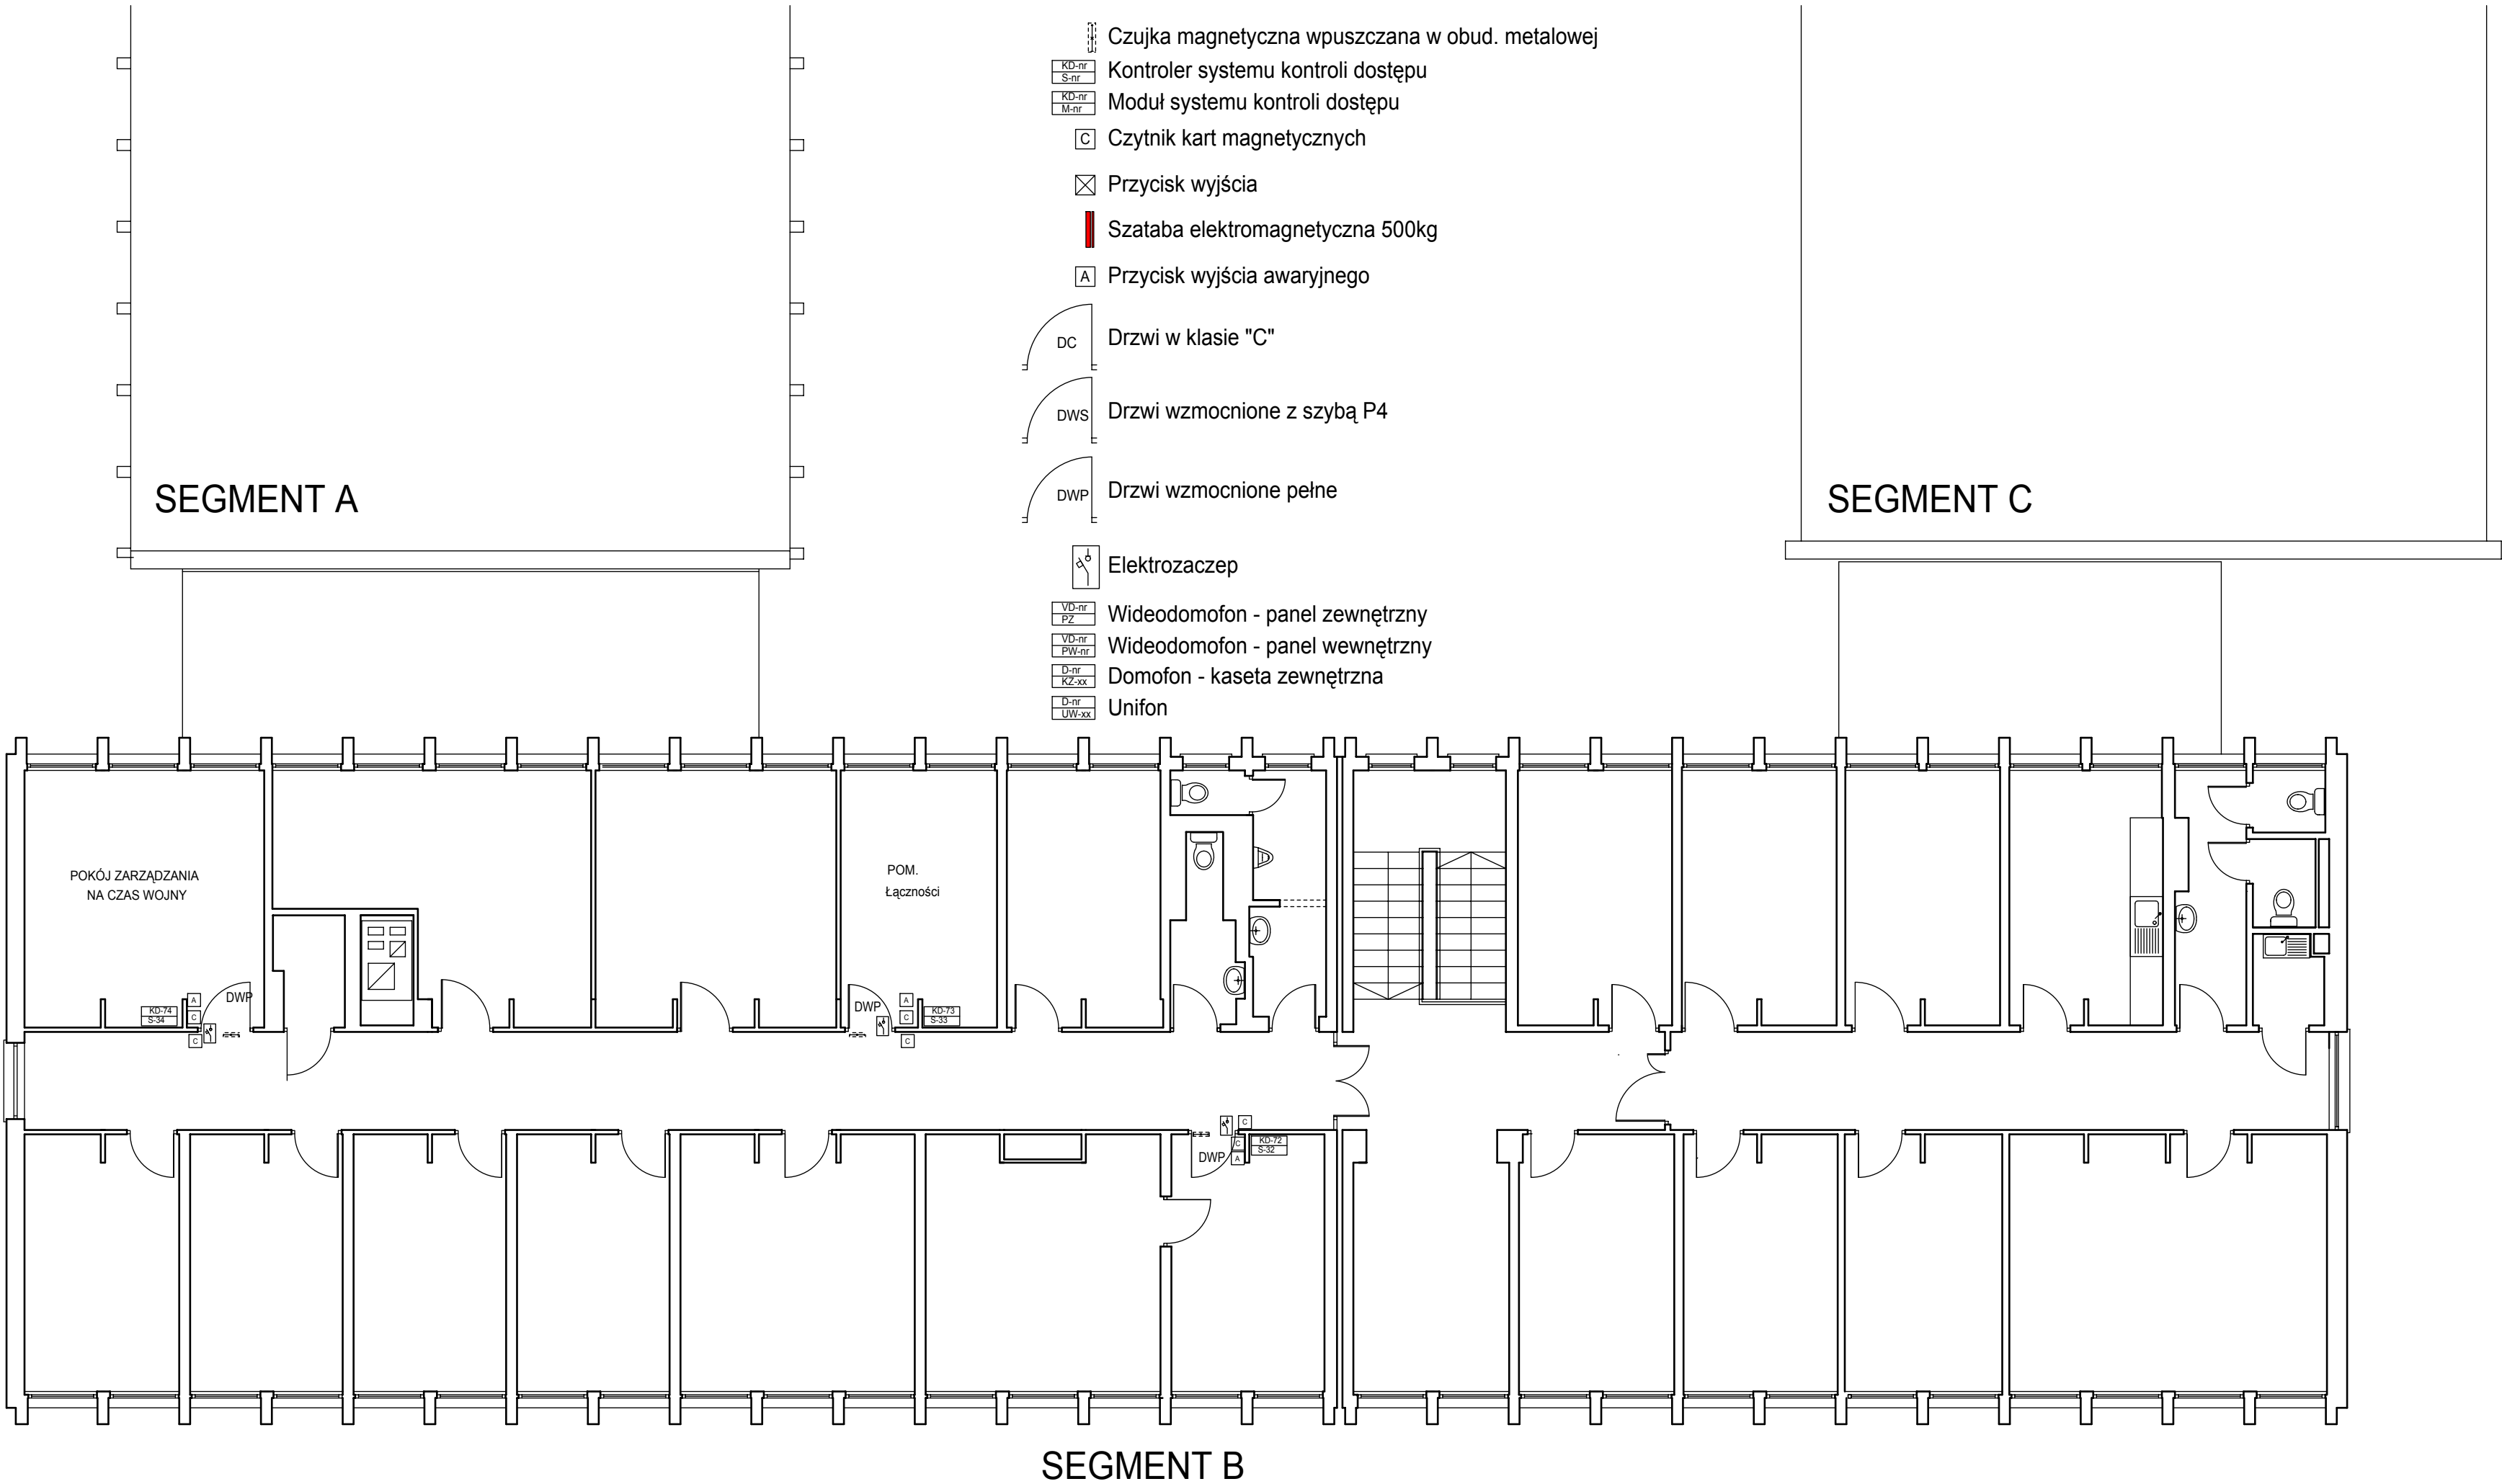 Czujka magnetyczna wpuszczana w obud. metalowej
KD-nr
S-nr
Kontroler systemu kontroli dostępu
KD-nr
M-nr
Moduł systemu kontroli dostępu
C
Czytnik kart magnetycznych
Przycisk wyjścia
Szataba elektromagnetyczna 500kg
A
Przycisk wyjścia awaryjnego
DC
Drzwi w klasie "C"
DWS
Drzwi wzmocnione z szybą P4
DWP
Drzwi wzmocnione pełne
SEGMENT A
SEGMENT C
Elektrozaczep
VD-nr
PZ
Wideodomofon - panel zewnętrzny
VD-nr
PW-nr
Wideodomofon - panel wewnętrzny
D-nr
KZ-xx
Domofon - kaseta zewnętrzna
D-nr
UW-xx
Unifon
POKÓJ ZARZĄDZANIA
NA CZAS WOJNY
POM.
Łączności
KD-74
S-34
A
C
C
DWP
DWP
A
C
C
KD-73
S-33
C
C
A
DWP
KD-72
S-32
SEGMENT B